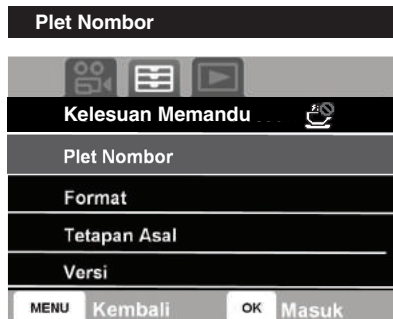 Plet Nombor
Kelesuan Memandu . . .
Plet Nombor
Format
Tetapan Asal
Versi
MENU Kembali OK Masuk